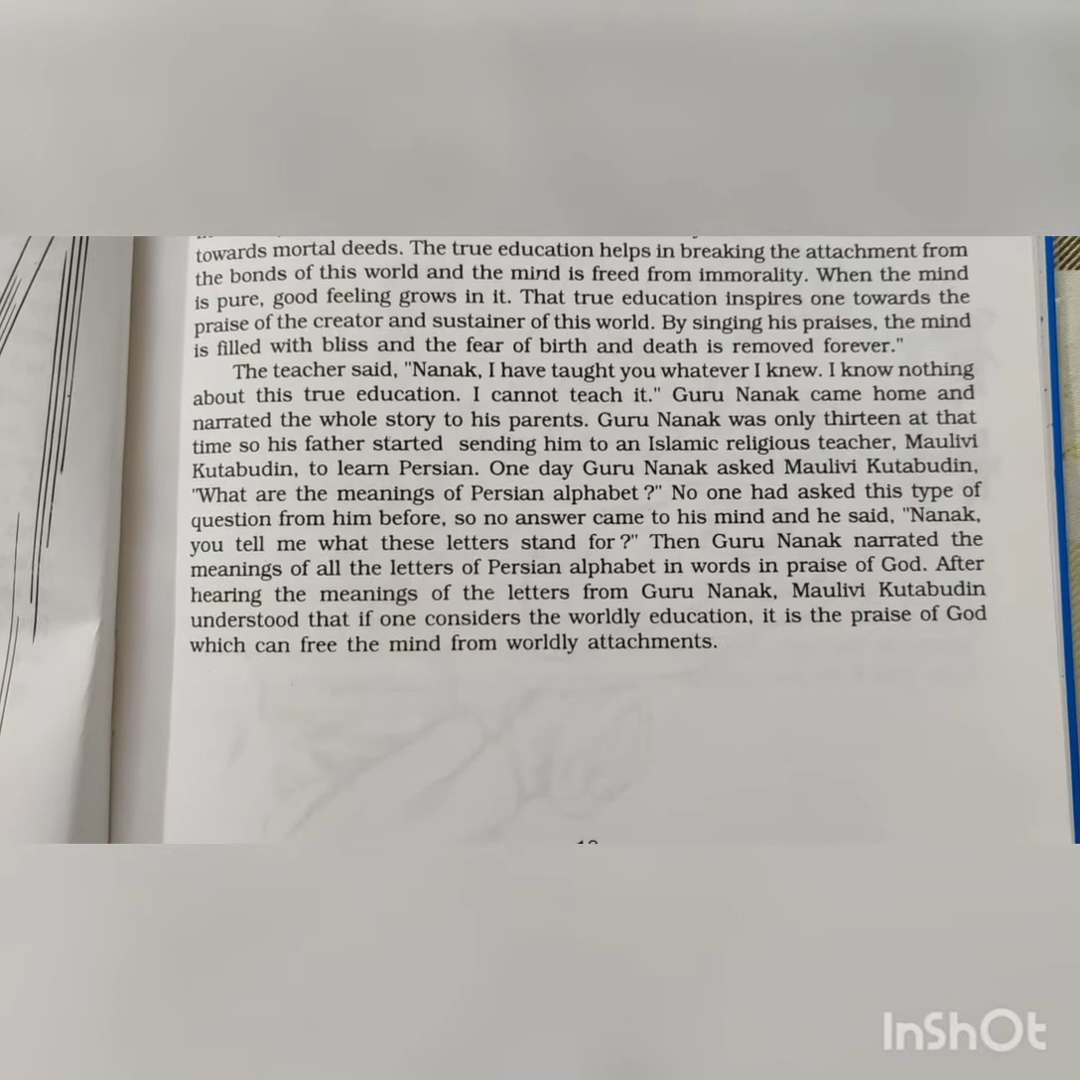 towards mortal deeds. The true education helps in breaking the attachment from
the bonds of this world and the mind is freed from immorality. When the mind
is pure, good feeling grows in it. That true education inspires one towards the
praise of the creator and sustainer of this world. By singing his praises, the mind
is filled with bliss and the fear of birth and death is removed forever."
The teacher said, "Nanak, I have taught you whatever I knew. I know nothing
about this true education. I cannot teach it." Guru Nanak came home and
narrated the whole story to his parents. Guru Nanak was only thirteen at that
time so his father started sending him to an Islamic religious teacher, Maulivi
Kutabudin, to learn Persian. One day Guru Nanak asked Maulivi Kutabudin,
"What are the meanings of Persian alphabet ?" No one had asked this type of
question from him before, so no answer came to his mind and he said, "Nanak,
you tell me what these letters stand for ?" Then Guru Nanak narrated the
meanings of all the letters of Persian alphabet in words in praise of God. After
hearing the meanings of the letters from Guru Nanak, Maulivi Kutabudin
understood that if one considers the worldly education, it is the praise of God
which can free the mind from worldly attachments.
InShOt